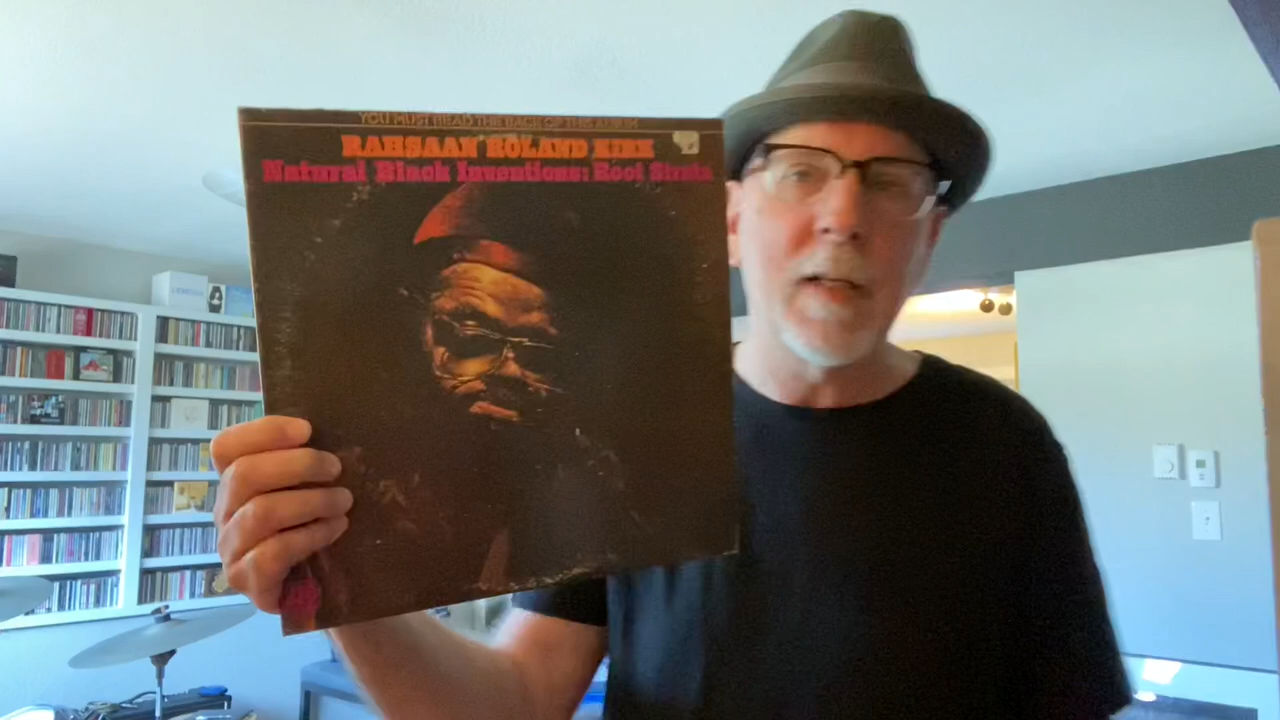 YOU MUST READ THE BACK OF THIS ALBUM
RAHSAAN ROLAND KIRK
Natural Black Inventions: Root Strata